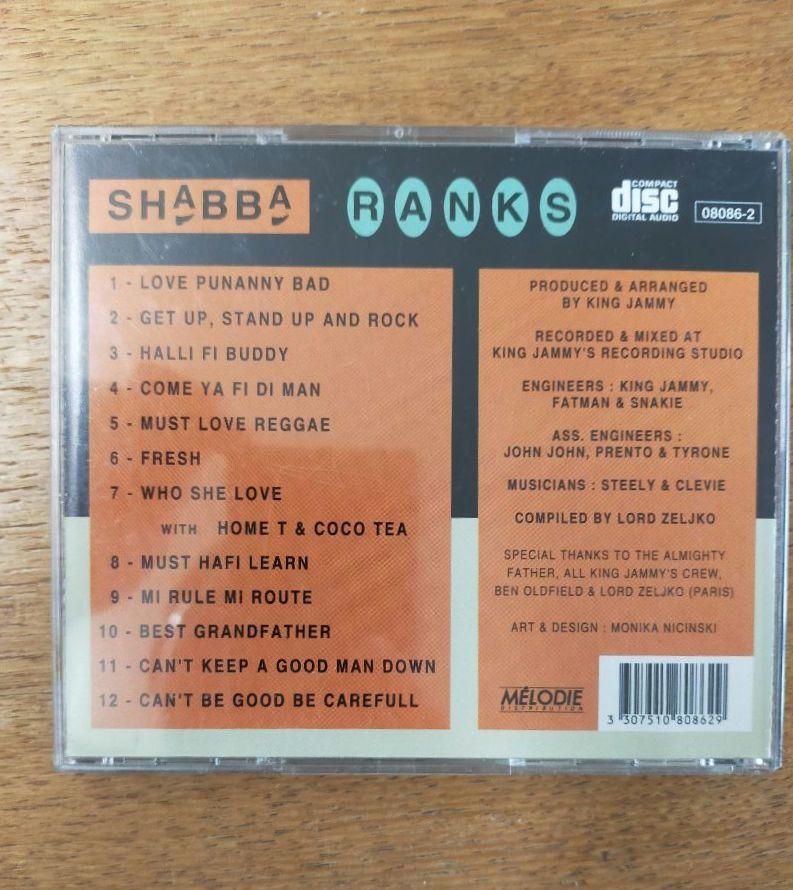 SHABBA RANKS
COMPACT
disc
DIGITAL AUDIO
08086-2
1 - LOVE PUNANNY BAD
2 - GET UP, STAND UP AND ROCK
3 - HALLI FI BUDDY
4 - COME YA FI DI MAN
5 - MUST LOVE REGGAE
6 - FRESH
7 - WHO SHE LOVE
WITH HOME T & COCO TEA
8 - MUST HAFI LEARN
9 - MI RULE MI ROUTE
10 - BEST GRANDFATHER
11 - CAN'T KEEP A GOOD MAN DOWN
12 - CAN'T BE GOOD BE CAREFULL
PRODUCED & ARRANGED
BY KING JAMMY
RECORDED & MIXED AT
KING JAMMY'S RECORDING STUDIO
ENGINEERS : KING JAMMY,
FATMAN & SNAKIE
ASS. ENGINEERS :
JOHN JOHN, PRENTO & TYRONE
MUSICIANS : STEELY & CLEVIE
COMPILED BY LORD ZELJKO
SPECIAL THANKS TO THE ALMIGHTY
FATHER, ALL KING JAMMY'S CREW,
BEN OLDFIELD & LORD ZELJKO (PARIS)
ART & DESIGN : MONIKA NICINSKI
MÉLODIE
DISTRIBUTION
3 307510 808629